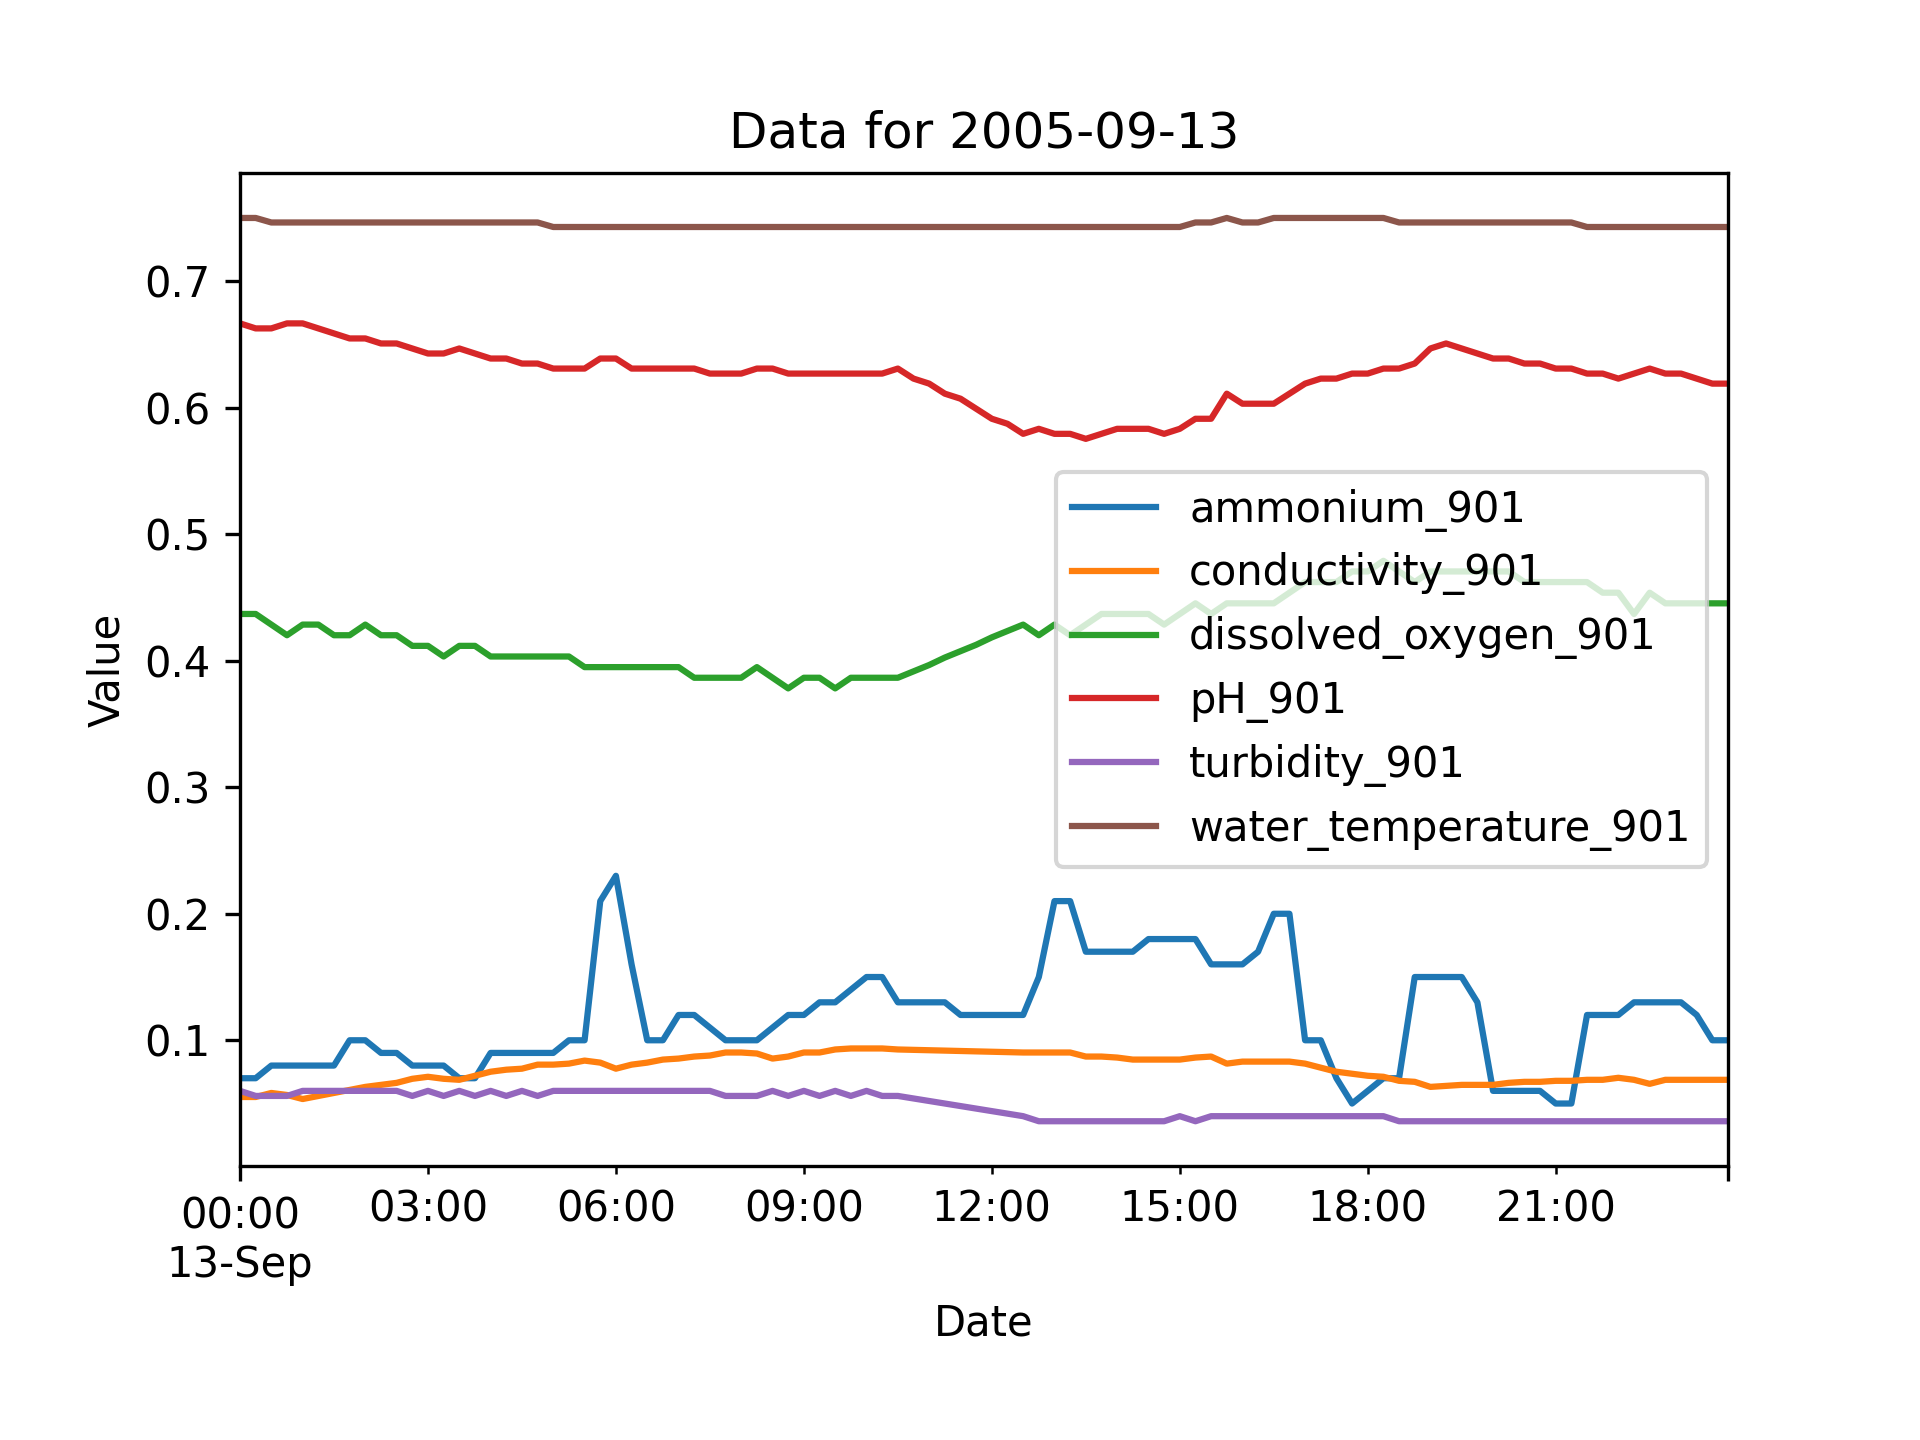 Data for 2005-09-13
Value
0.7
0.6
0.5
0.4
0.3
0.2
0.1
ammonium_901
conductivity_901
dissolved_oxygen_901
pH_901
turbidity_901
water_temperature_901
00:00 03:00 06:00 09:00 12:00 15:00 18:00 21:00
13-Sep
Date